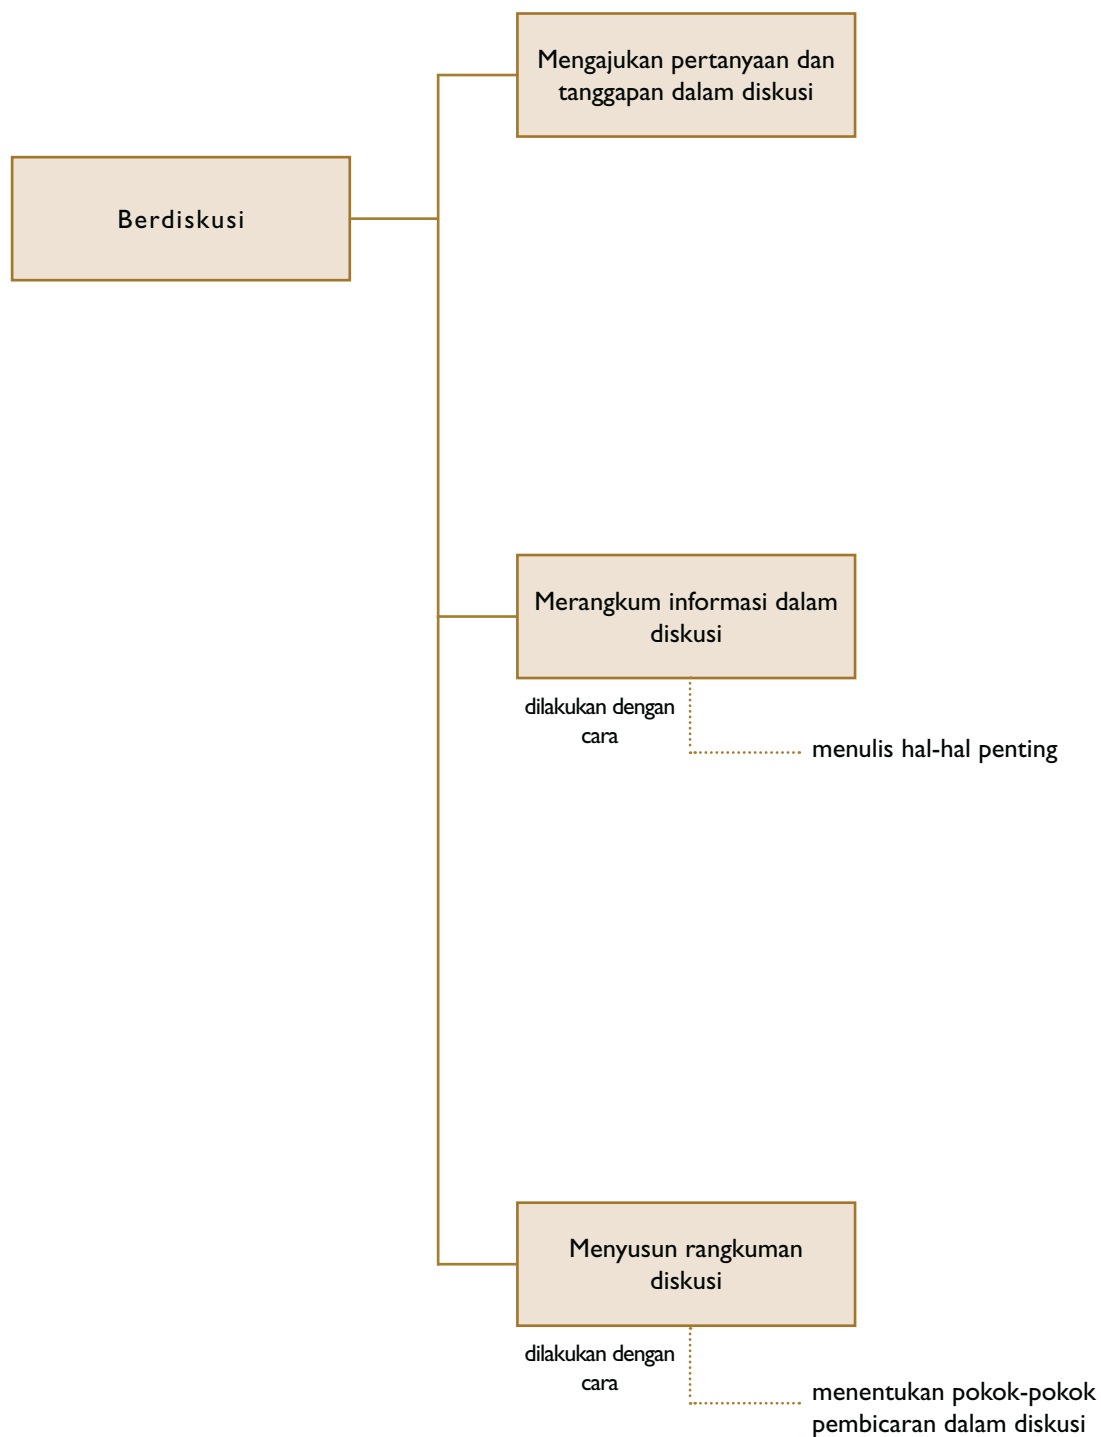 Mengajukan pertanyaan dan
tanggapan dalam diskusi
Berdiskusi
Merangkum informasi dalam
diskusi
dilakukan dengan
cara
menulis hal-hal penting
Menyusun rangkuman
diskusi
dilakukan dengan
cara
menentukan pokok-pokok
pembicaran dalam diskusi